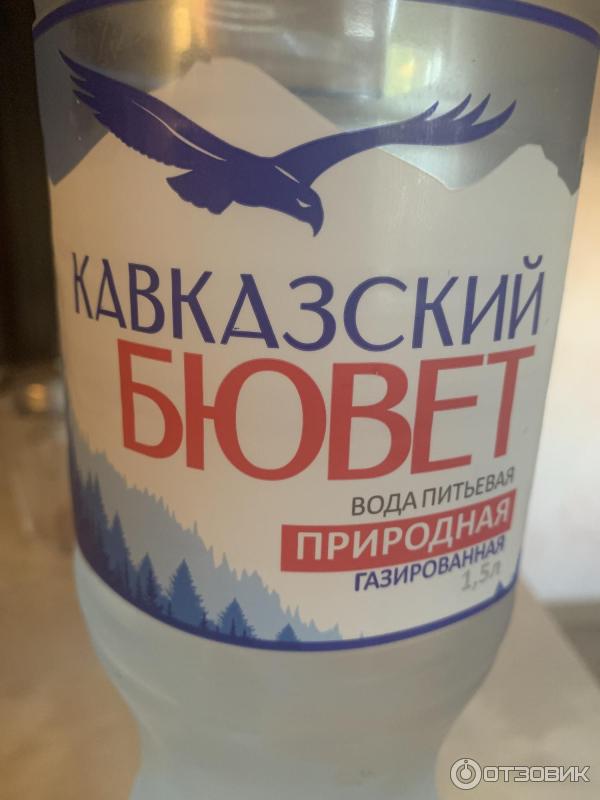 КАВКАЗСКИЙ
БЮВЕТ
ВОДА ПИТЬЕВАЯ
ПРИРОДНАЯ
ГАЗИРОВАННАЯ
1,5л
ОТЗОВИК